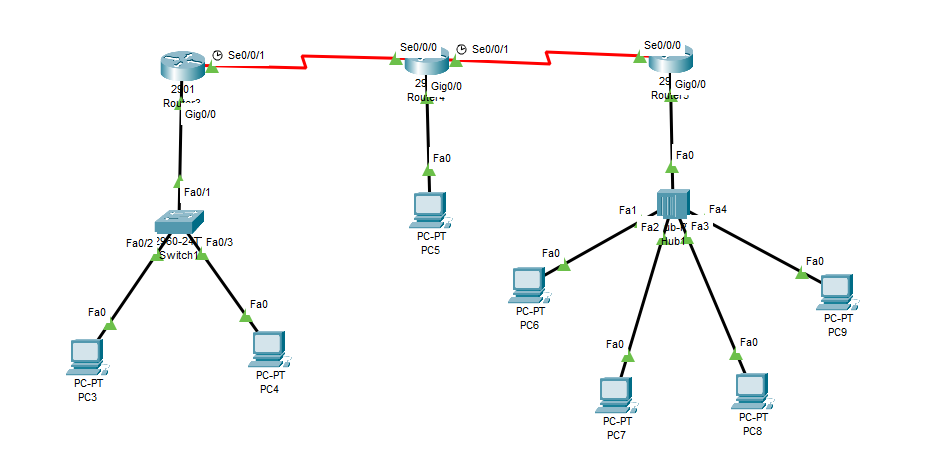 Se0/0/1
Se0/0/0
Se0/0/1
Se0/0/0
2901
Gig0/0
Gig0/0
Gig0/0
Fa0/1
Fa0
Fa0
Fa0/2
Fa0/3
Switch1
PC-PT
PC5
Fa1
Fa2
Fa3
Fa4
Hub1
Fa0
PC-PT
PC6
Fa0
PC-PT
PC9
Fa0
PC-PT
PC3
Fa0
PC-PT
PC4
Fa0
PC-PT
PC7
Fa0
PC-PT
PC8